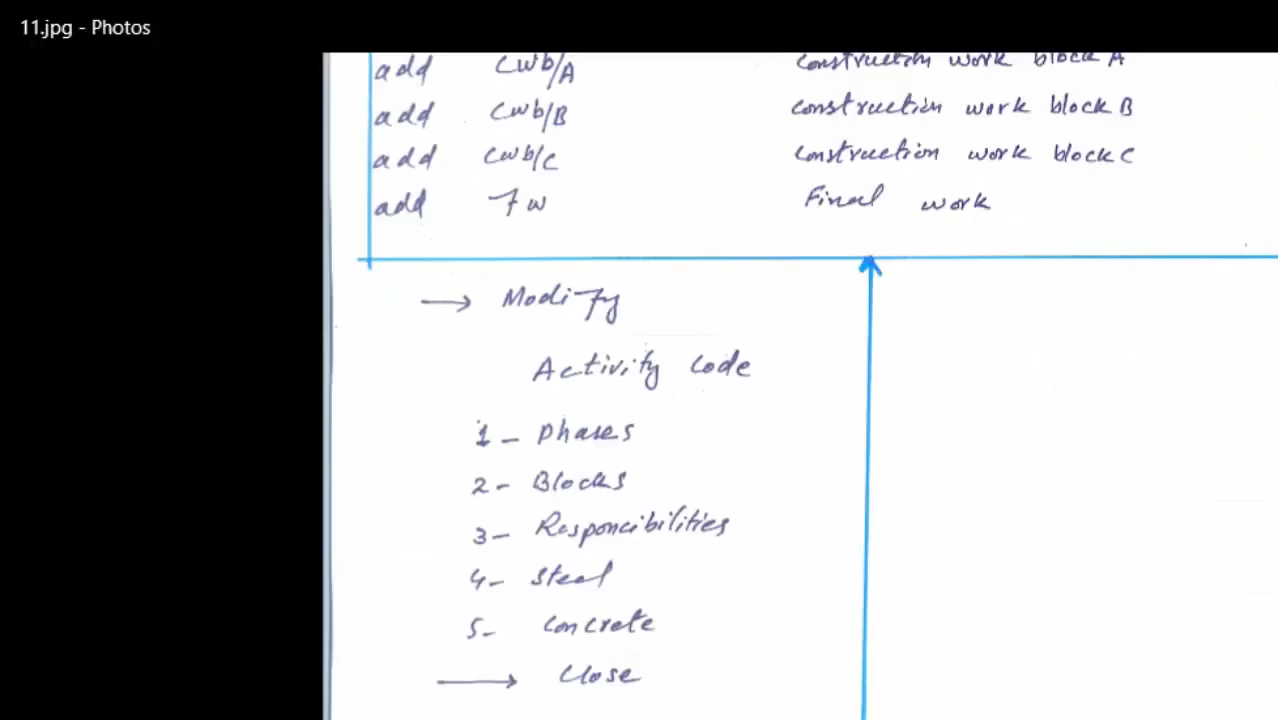 11.jpg - Photos
add Cwb/A Construction work block A
add Cwb/B Construction work block B
add Cwb/C Construction work block C
add Fw Final work
→ Modify
Activity Code
1 - Phases
2 - Blocks
3 - Responcibilities
4 - Steel
5 - Concrete
→ Close